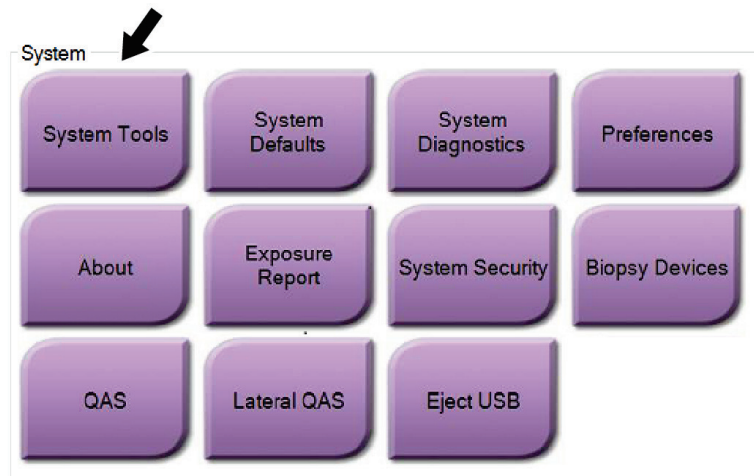 System
System Tools
System
Defaults
System
Diagnostics
Preferences
About
Exposure
Report
System Security
Biopsy Devices
QAS
Lateral QAS
Eject USB